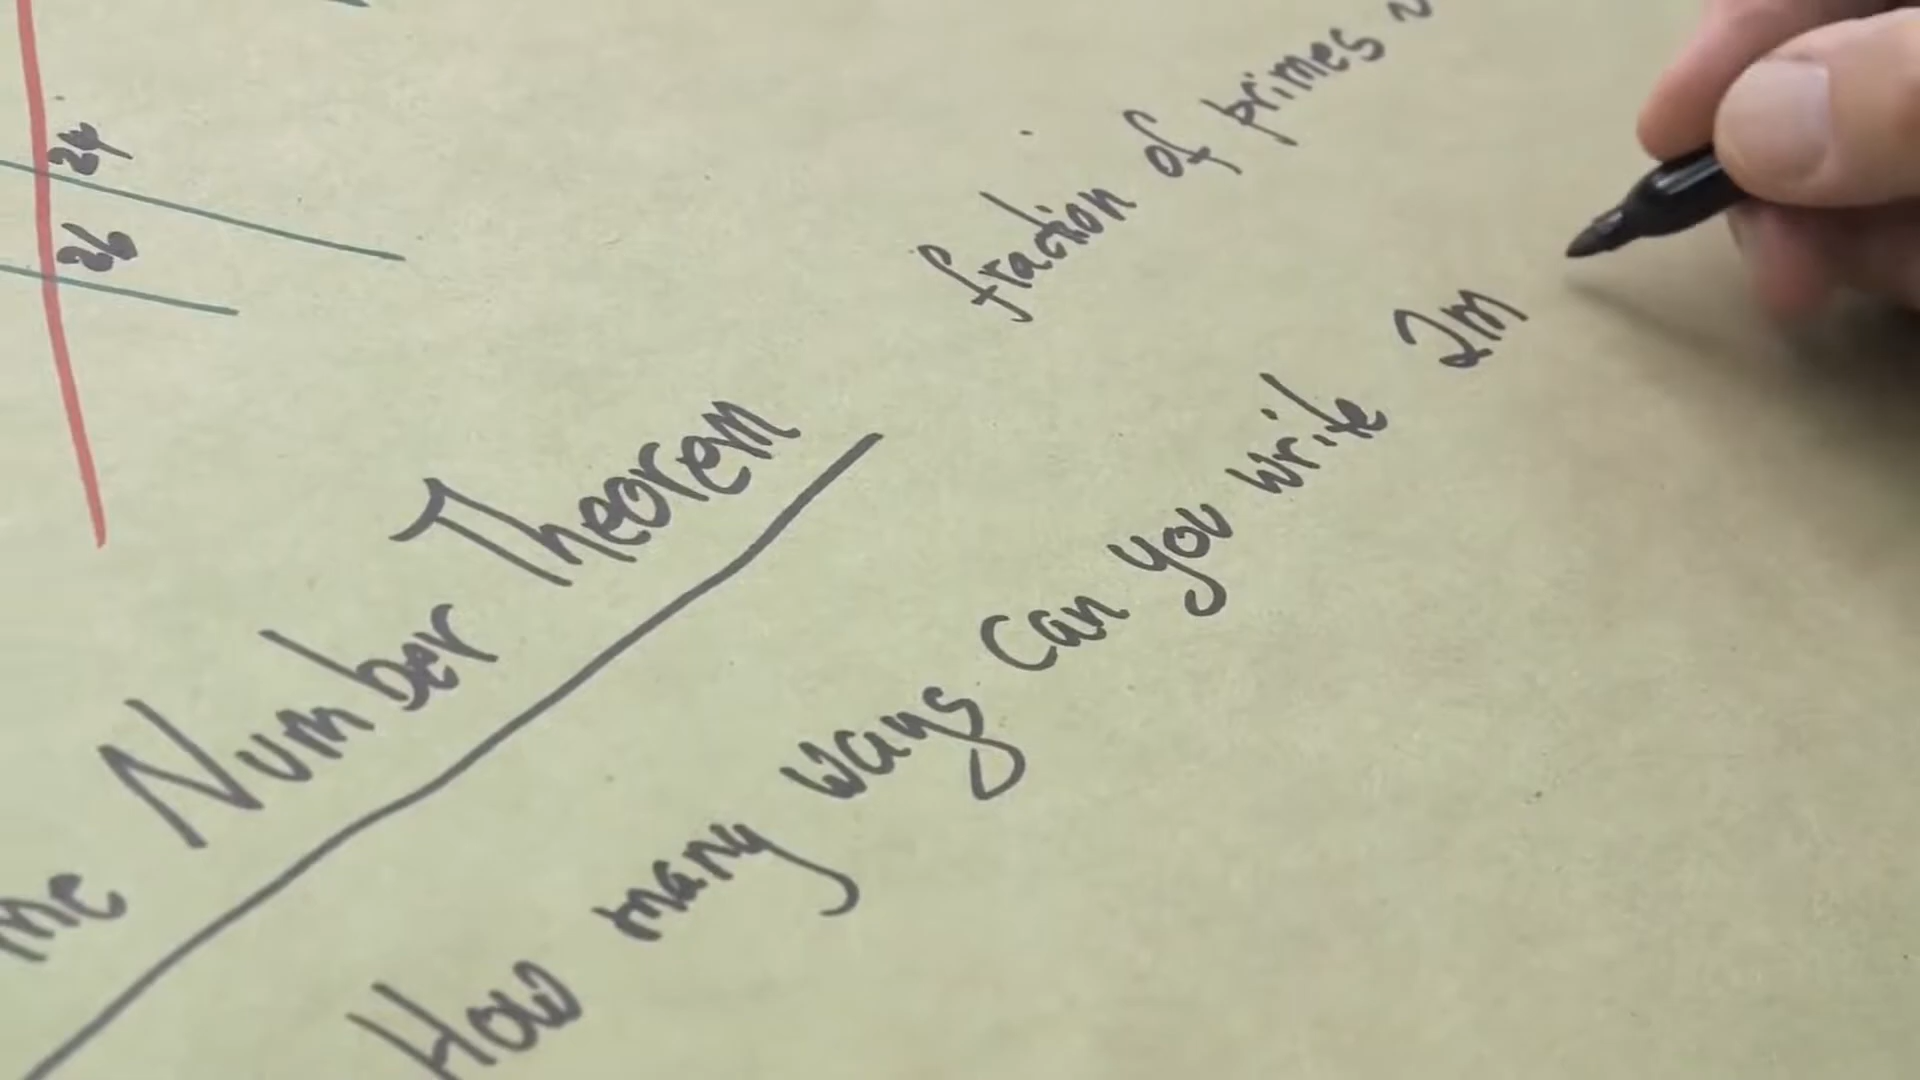 24
26
me Number Theorem
fraction of primes ~
How many ways can you write 2m